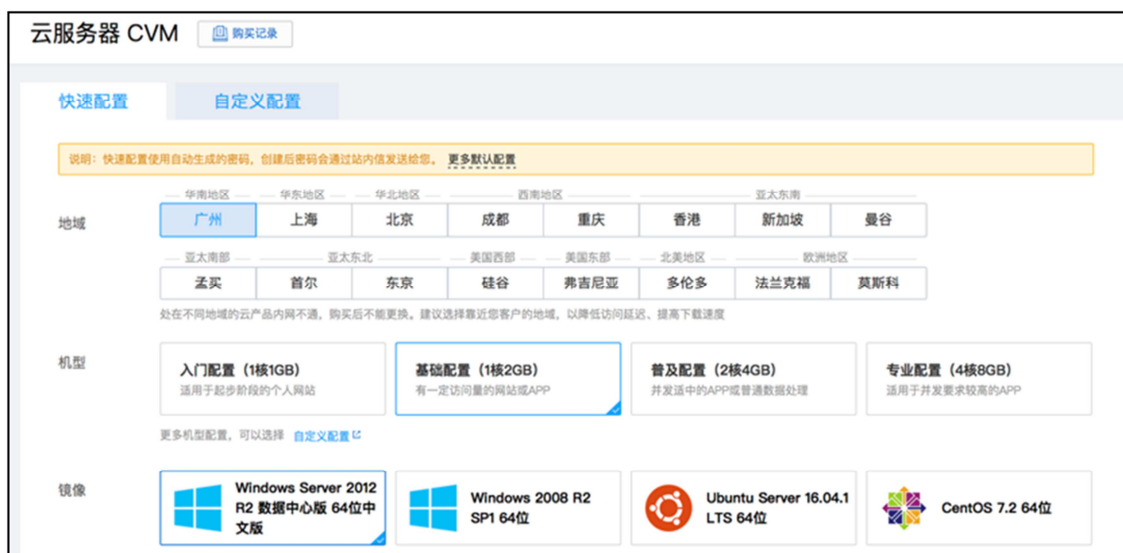 云服务器 CVM 购买记录
快速配置 自定义配置
说明：快速配置使用自动生成的密码，创建后密码会通过站内信发送给您。 更多默认配置
华南地区 华东地区 华北地区 西南地区 亚太东南
地域 广州 上海 北京 成都 重庆 香港 新加坡 曼谷
亚太南部 亚太东北 美国西部 美国东部 北美地区 欧洲地区
孟买 首尔 东京 硅谷 弗吉尼亚 多伦多 法兰克福 莫斯科
处在不同地域的云产品内网不通，购买后不能更换。建议选择靠近您客户的地域，以降低访问延迟、提高下载速度
机型 入门配置（1核1GB） 基础配置（1核2GB） 普及配置（2核4GB） 专业配置（4核8GB）
适用于起步阶段的个人网站 有一定访问量的网站或APP 并发适中的APP或普通数据处理 适用于并发要求较高的APP
更多机型配置，可以选择 自定义配置
镜像 Windows Server 2012 R2 数据中心版 64位中文版
Windows 2008 R2 SP1 64位
Ubuntu Server 16.04.1 LTS 64位
CentOS 7.2 64位